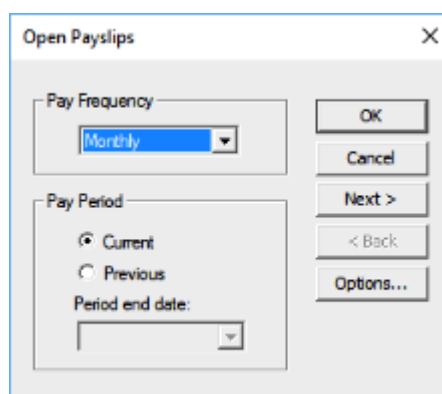 Open Payslips
Pay Frequency
Monthly
Pay Period
Current
Previous
Period end date:
OK
Cancel
Next >
< Back
Options...